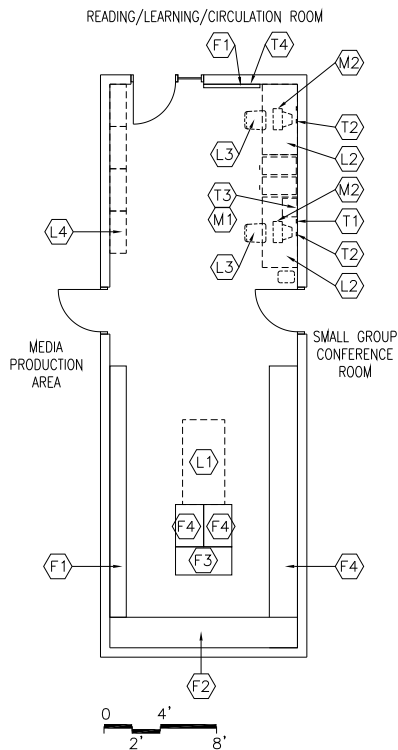 READING/LEARNING/CIRCULATION ROOM
F1 T4
M2
T2
L3
L2
T3
M2
M1
T1
L4
L3
T2
L2
MEDIA
PRODUCTION
AREA
SMALL GROUP
CONFERENCE
ROOM
L1
F4 F4
F3
F1
F4
F2
0 4'
2' 8'